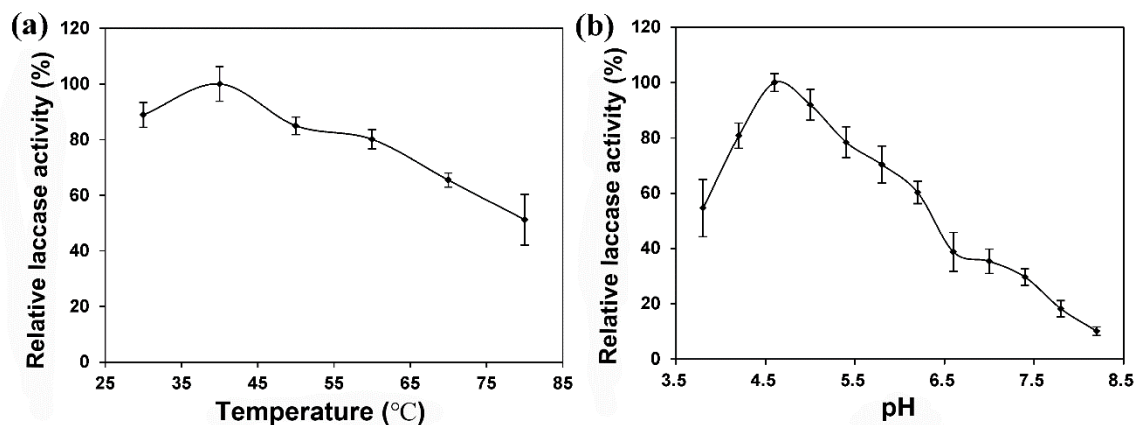 (a)
Relative laccase activity (%)
120
100
80
60
40
20
0
25 35 45 55 65 75 85
Temperature (℃)
(b)
Relative laccase activity (%)
120
100
80
60
40
20
0
3.5 4.5 5.5 6.5 7.5 8.5
pH